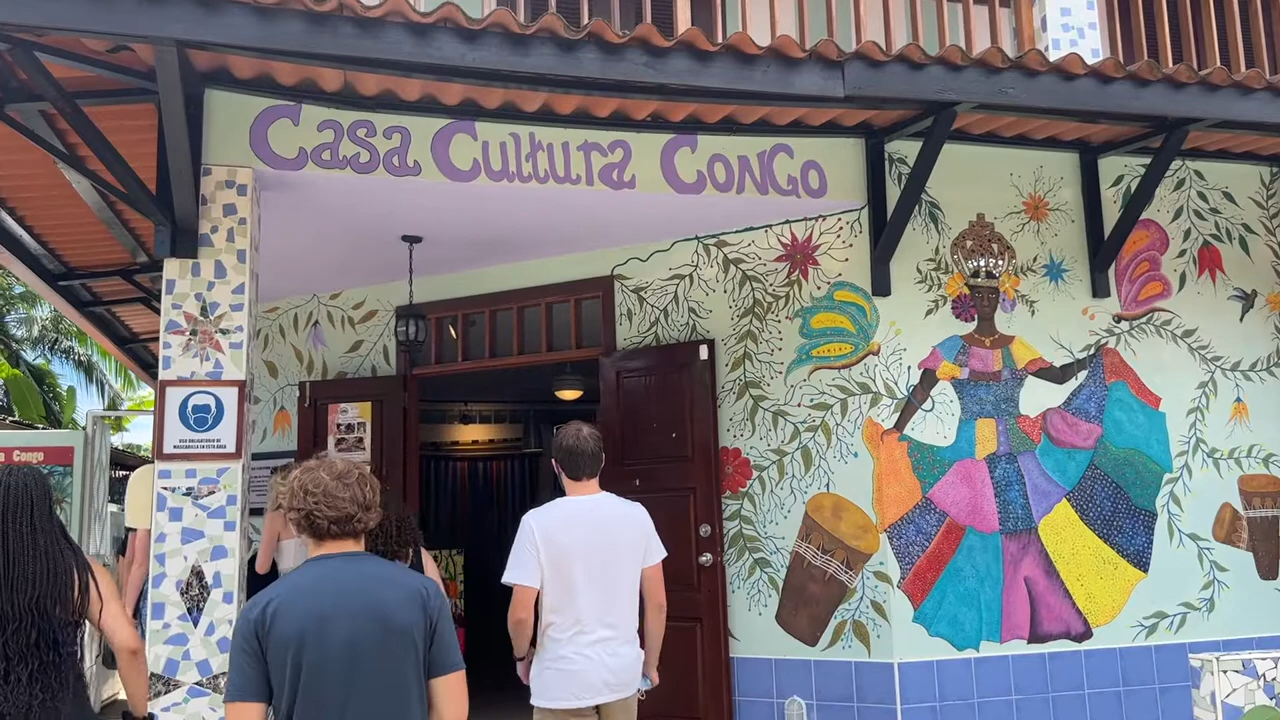 Casa Cultura Congo
USO OBLIGATORIO DE
MASCARILLA EN ESTA ÁREA
Congo